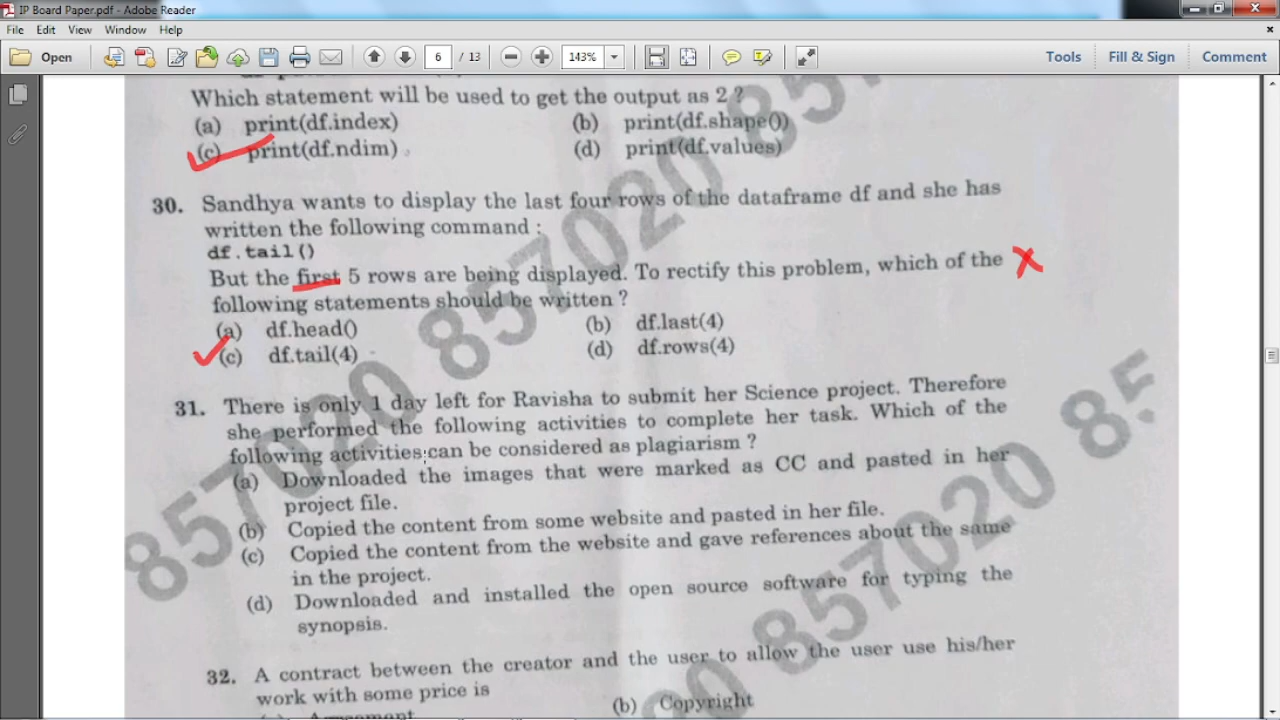 IP Board Paper.pdf - Adobe Reader
File Edit View Window Help
Open 6 / 13 143% Tools Fill & Sign Comment
Which statement will be used to get the output as 2 ?
(a) print(df.index) (b) print(df.shape())
(c) print(df.ndim) (d) print(df.values)
30. Sandhya wants to display the last four rows of the dataframe df and she has
written the following command :
df.tail()
But the first 5 rows are being displayed. To rectify this problem, which of the
following statements should be written ?
(a) df.head() (b) df.last(4)
(c) df.tail(4) (d) df.rows(4)
31. There is only 1 day left for Ravisha to submit her Science project. Therefore
she performed the following activities to complete her task. Which of the
following activities can be considered as plagiarism ?
(a) Downloaded the images that were marked as CC and pasted in her
project file.
(b) Copied the content from some website and pasted in her file.
(c) Copied the content from the website and gave references about the same
in the project.
(d) Downloaded and installed the open source software for typing the
synopsis.
32. A contract between the creator and the user to allow the user use his/her
work with some price is
(b) Copyright
857020 857020 857020 85